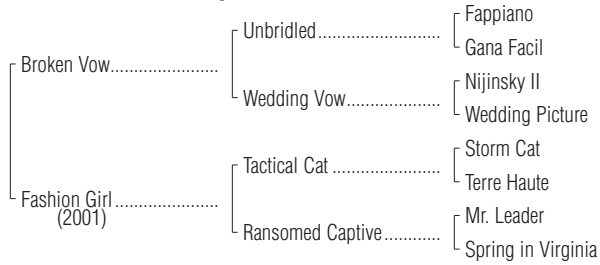 Fappiano
Unbridled
Gana Facil
Broken Vow
Nijinsky II
Wedding Vow
Wedding Picture
Storm Cat
Tactical Cat
Terre Haute
Fashion Girl
(2001)
Mr. Leader
Ransomed Captive
Spring in Virginia